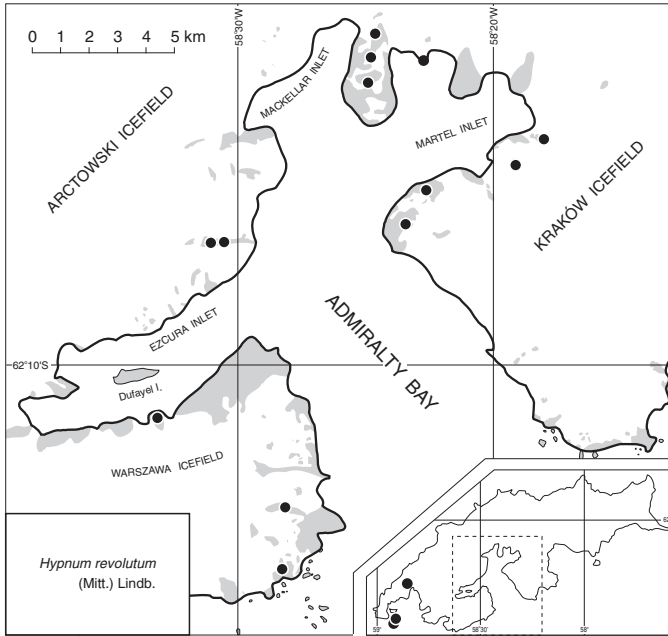 58°30'W
58°20'W
0 1 2 3 4 5 km
MACKELLAR INLET
ARCTOWSKI ICEFIELD
MARTEL INLET
KRAKÓW ICEFIELD
EZCURA INLET
ADMIRALTY BAY
62°10'S
Dufayel I.
WARSZAWA ICEFIELD
Hypnum revolutum
(Mitt.) Lindb.
59°
58°30'
58°